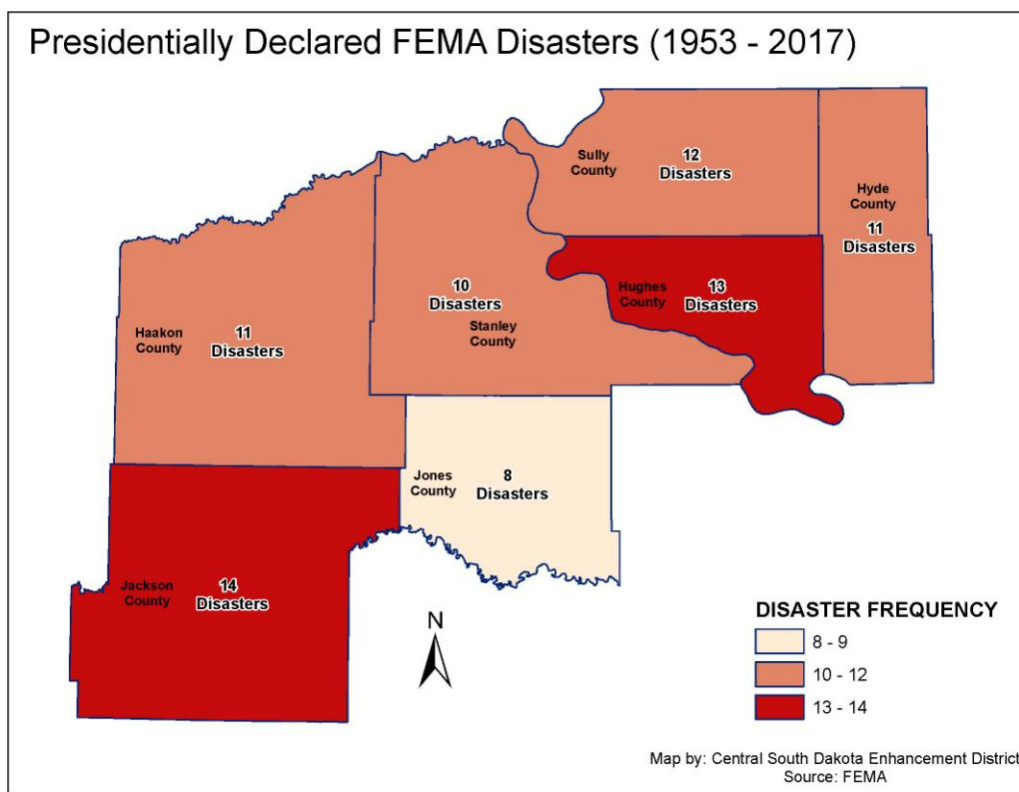 Presidentially Declared FEMA Disasters (1953 - 2017)
Sully
County
12
Disasters
Hyde
County
11
Disasters
10
Disasters
Stanley
County
Hughes
County
13
Disasters
Haakon
County
11
Disasters
Jones
County
8
Disasters
Jackson
County
14
Disasters
N
DISASTER FREQUENCY
8 - 9
10 - 12
13 - 14
Map by: Central South Dakota Enhancement District
Source: FEMA